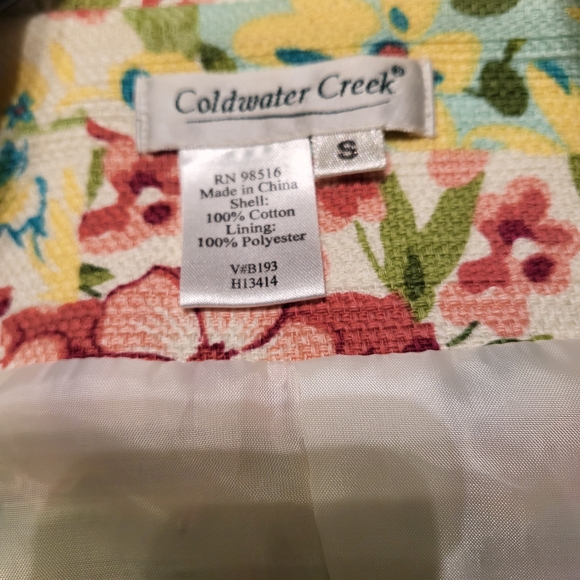 Coldwater Creek®
S
RN 98516
Made in China
Shell:
100% Cotton
Lining:
100% Polyester
V#B193
H13414